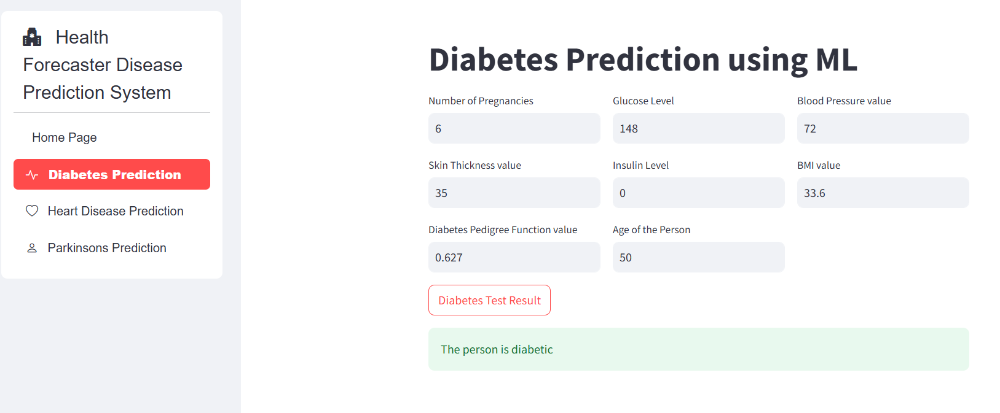 Health
Forecaster Disease
Prediction System
Home Page
Diabetes Prediction
Heart Disease Prediction
Parkinsons Prediction
Diabetes Prediction using ML
Number of Pregnancies
6
Glucose Level
148
Blood Pressure value
72
Skin Thickness value
35
Insulin Level
0
BMI value
33.6
Diabetes Pedigree Function value
0.627
Age of the Person
50
Diabetes Test Result
The person is diabetic